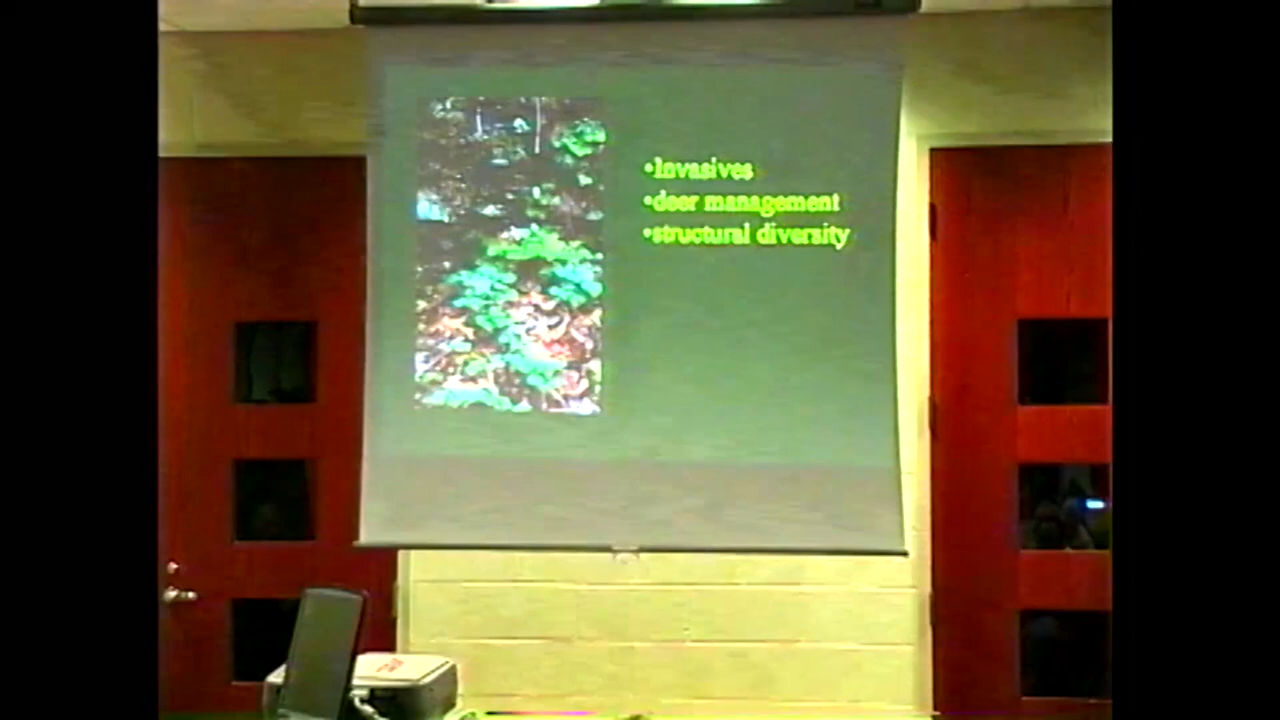 •Invasives
•deer management
•structural diversity